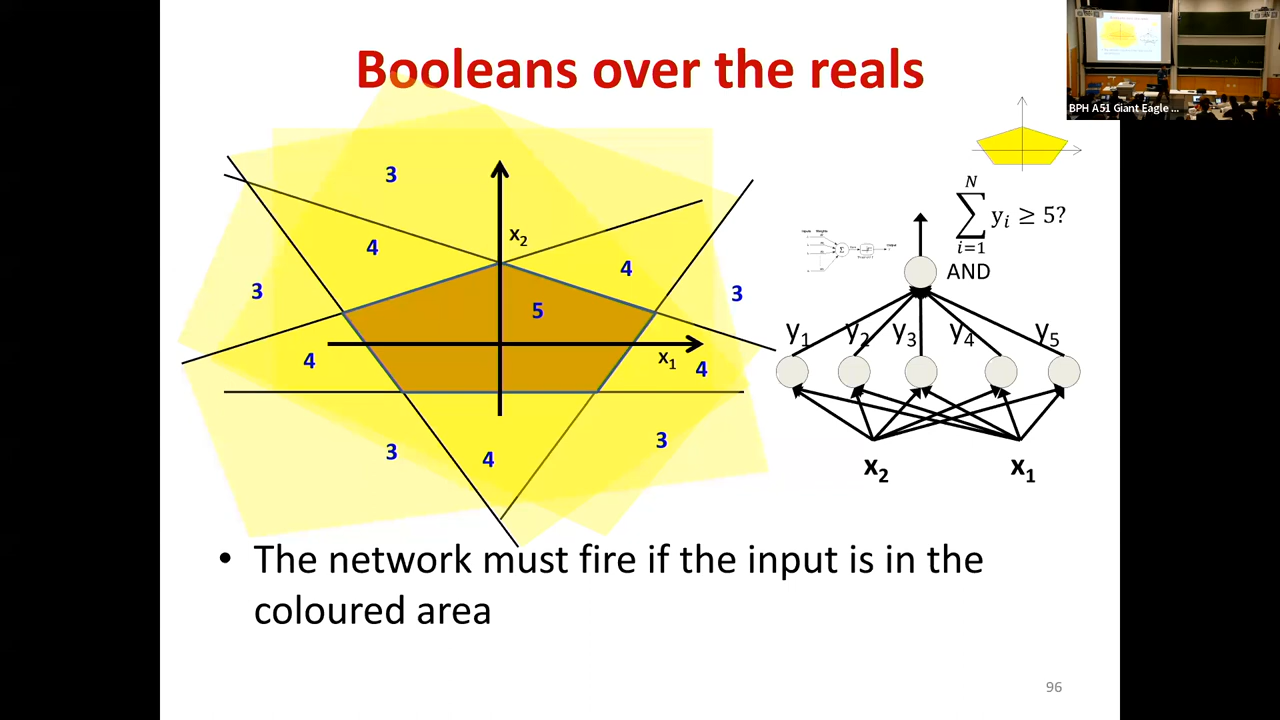 Booleans over the reals
BPH A51 Giant Eagle ...
3
4
x2
4
3
5
3
4
x1
4
3
4
3
N
∑ yᵢ ≥ 5?
i=1
AND
y1 y2 y3 y4 y5
x2 x1
• The network must fire if the input is in the
coloured area
96